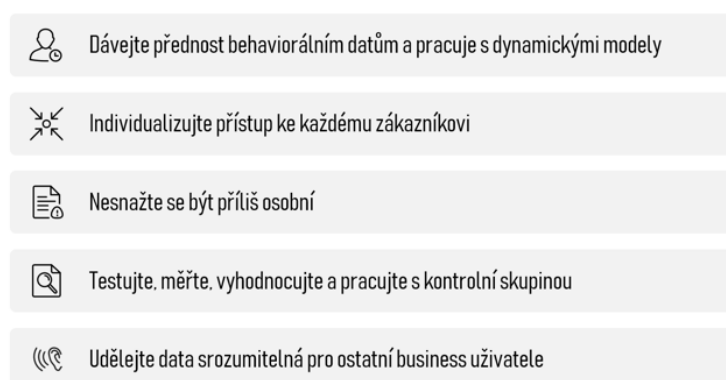 Dávejte přednost behaviorálním datům a pracuje s dynamickými modely
Individualizujte přístup ke každému zákazníkovi
Nesnažte se být příliš osobní
Testujte, měřte, vyhodnocujte a pracujte s kontrolní skupinou
Udělejte data srozumitelná pro ostatní business uživatele